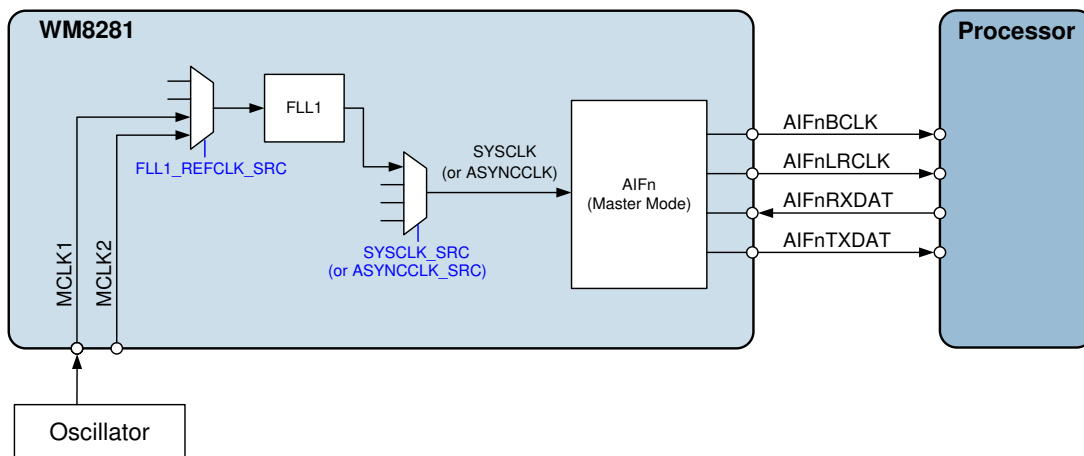 WM8281
Processor
FLL1
FLL1_REFCLK_SRC
SYSCLK
(or ASYNCCLK)
SYSCLK_SRC
(or ASYNCCLK_SRC)
AIFn
(Master Mode)
AIFnBCLK
AIFnLRCLK
AIFnRXDAT
AIFnTXDAT
MCLK1
MCLK2
Oscillator